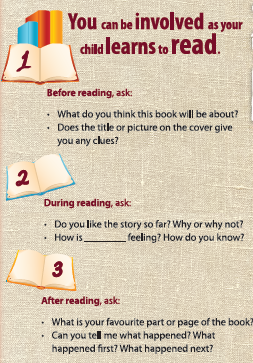 You can be involved as your
child learns to read.
1
Before reading, ask:
• What do you think this book will be about?
• Does the title or picture on the cover give
you any clues?
2
During reading, ask:
• Do you like the story so far? Why or why not?
• How is ________ feeling? How do you know?
3
After reading, ask:
• What is your favourite part or page of the book?
• Can you tell me what happened? What
happened first? What happened next?